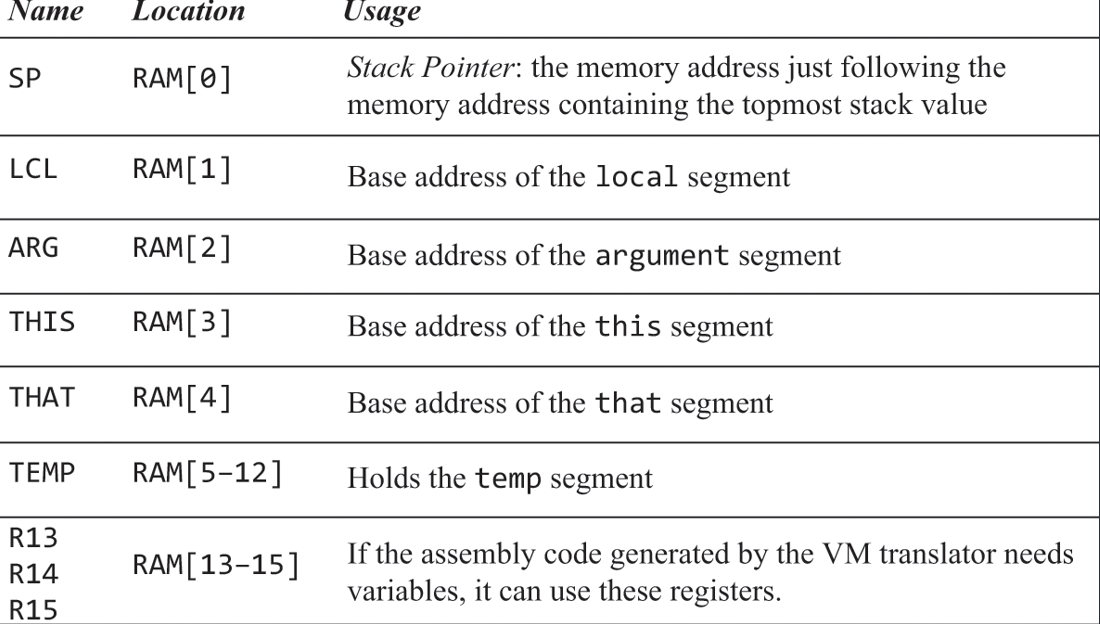 Name Location Usage
SP RAM[0] Stack Pointer: the memory address just following the
memory address containing the topmost stack value
LCL RAM[1] Base address of the local segment
ARG RAM[2] Base address of the argument segment
THIS RAM[3] Base address of the this segment
THAT RAM[4] Base address of the that segment
TEMP RAM[5–12] Holds the temp segment
R13
R14
R15
RAM[13–15]
If the assembly code generated by the VM translator needs
variables, it can use these registers.